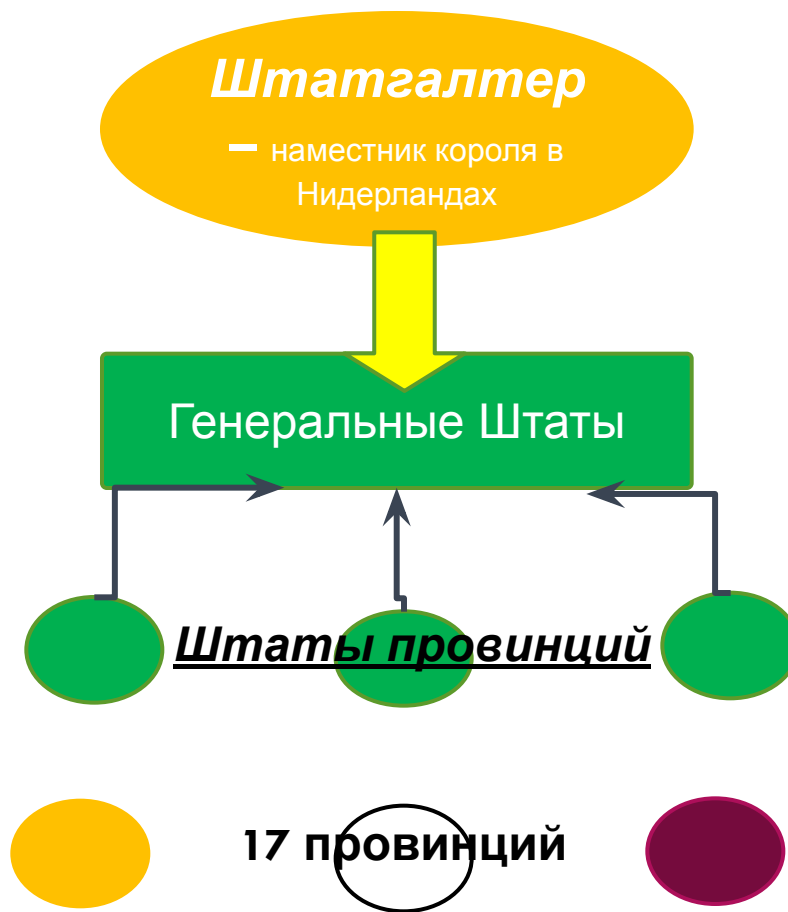 Штатгалтер
– наместник короля в
Нидерландах
Генеральные Штаты
Штаты провинций
17 провинций